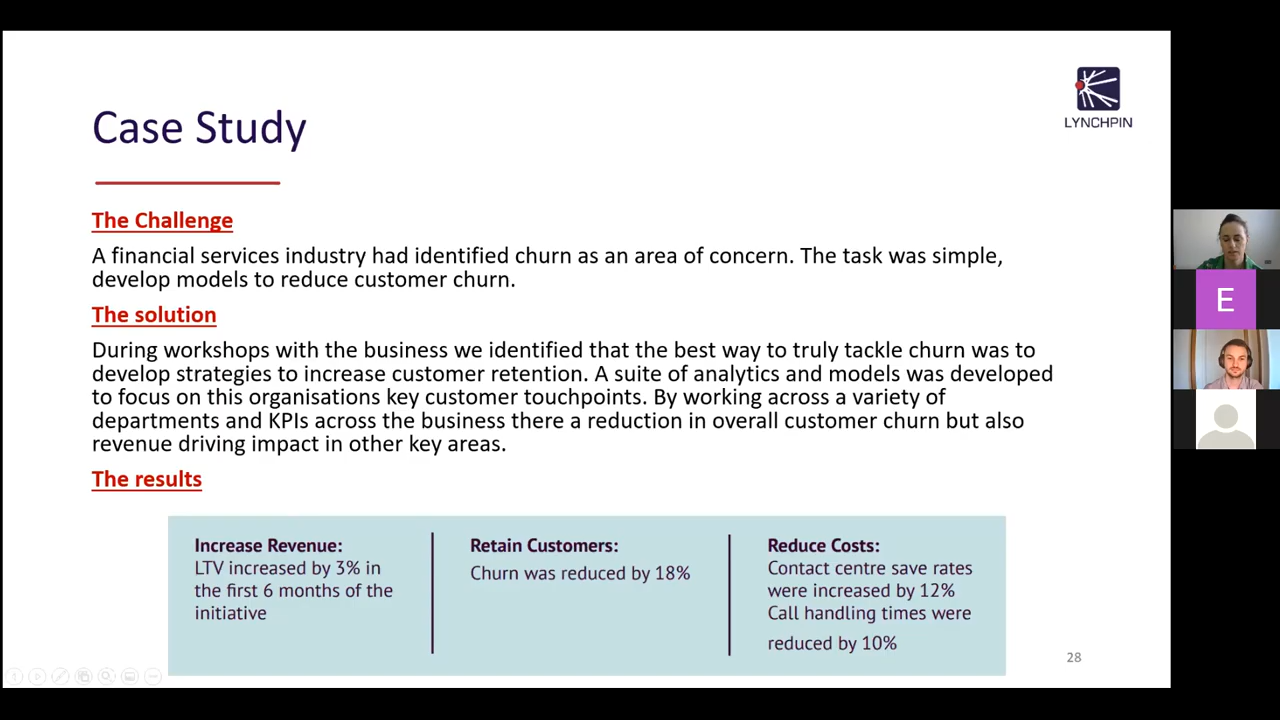 Case Study
LYNCHPIN
The Challenge
A financial services industry had identified churn as an area of concern. The task was simple,
develop models to reduce customer churn.
The solution
During workshops with the business we identified that the best way to truly tackle churn was to
develop strategies to increase customer retention. A suite of analytics and models was developed
to focus on this organisations key customer touchpoints. By working across a variety of
departments and KPIs across the business there a reduction in overall customer churn but also
revenue driving impact in other key areas.
The results
Increase Revenue:
LTV increased by 3% in
the first 6 months of the
initiative
Retain Customers:
Churn was reduced by 18%
Reduce Costs:
Contact centre save rates
were increased by 12%
Call handling times were
reduced by 10%
28
E